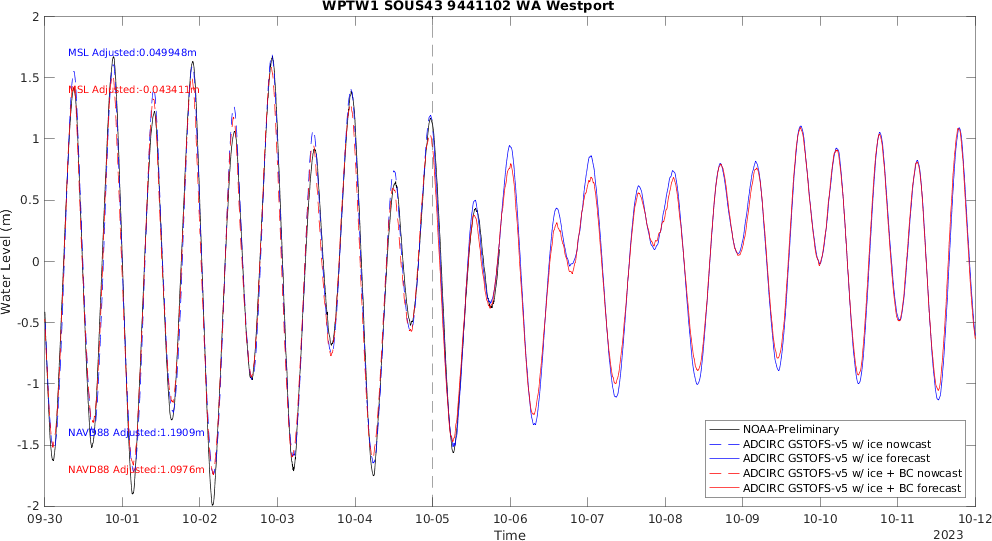 WPTW1 SOUS43 9441102 WA Westport
2
1.5
1
0.5
0
-0.5
-1
-1.5
-2
Water Level (m)
MSL Adjusted:0.049948m
MSL Adjusted:-0.043411m
NAVD88 Adjusted:1.1909m
NAVD88 Adjusted:1.0976m
NOAA-Preliminary
ADCIRC GSTOFS-v5 w/ ice nowcast
ADCIRC GSTOFS-v5 w/ ice forecast
ADCIRC GSTOFS-v5 w/ ice + BC nowcast
ADCIRC GSTOFS-v5 w/ ice + BC forecast
09-30 10-01 10-02 10-03 10-04 10-05 10-06 10-07 10-08 10-09 10-10 10-11 10-12
Time
2023